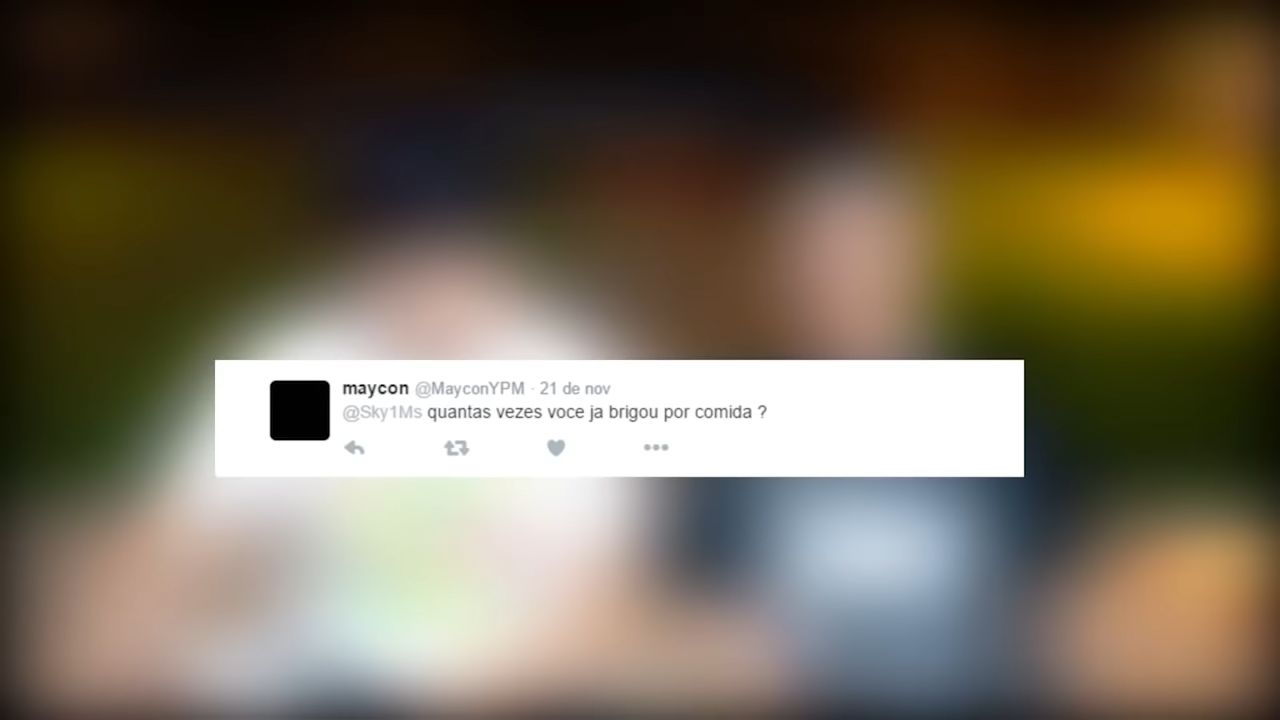 maycon @MayconYPM · 21 de nov
@Sky1Ms quantas vezes voce ja brigou por comida ?